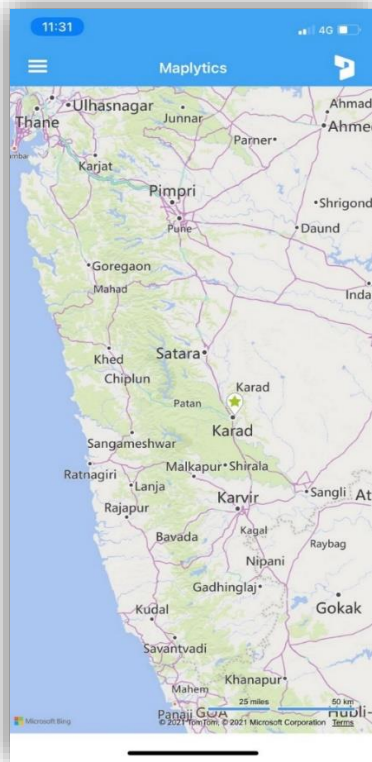 11:31
4G
Maplytics
Ulhasnagar
Ahmad
Junnar
Thane
Ahme
Parner
Karjat
Pimpri
Shrigond
Pune
Daund
Goregaon
Inda
Mahad
Khed
Satara
Chiplun
Karad
Patan
Karad
Sangameshwar
Ratnagiri
Malkapur
Shirala
Lanja
Sangli
At
Rajapur
Karvir
Kagal
Bavada
Raybag
Nipani
Gadhinglaj
Gokak
Kudal
Savantvadi
Khanapur
Mahem
25 miles
50 km
Panaji
GOA
Hubli-
Microsoft Bing
© 2021 TomTom, © 2021 Microsoft Corporation
Terms